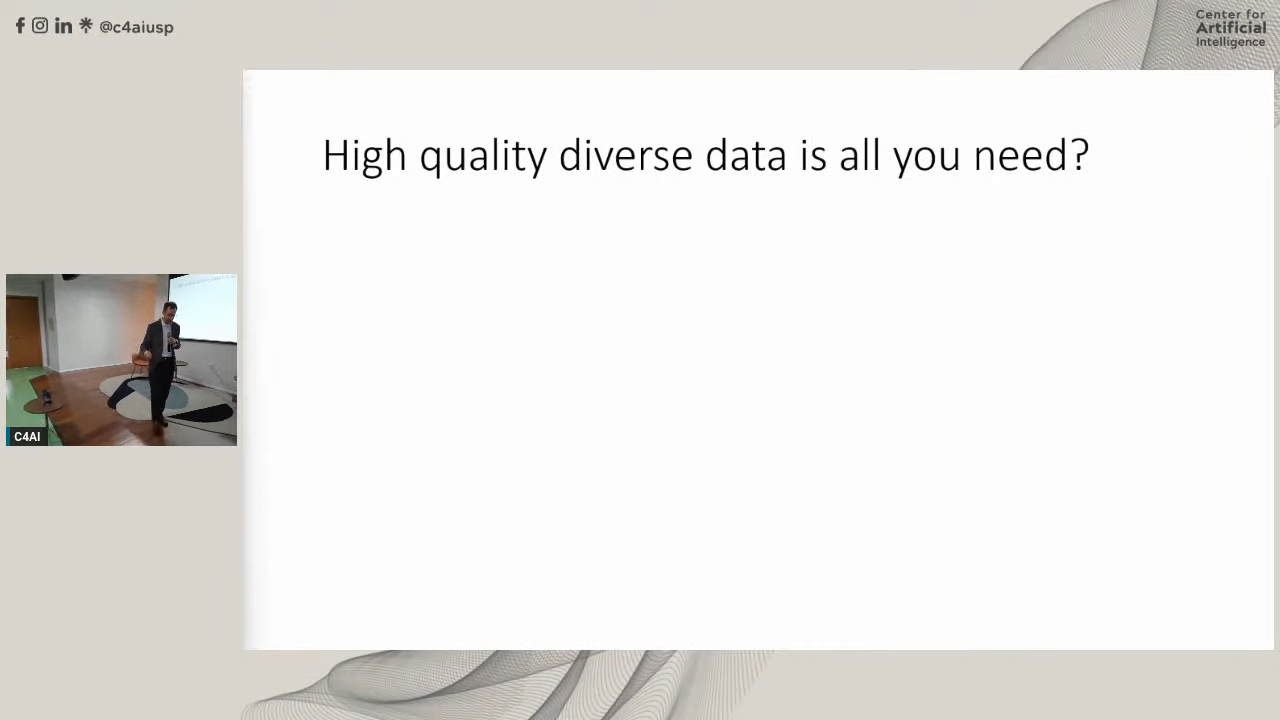 @c4aiusp
Center for
Artificial
Intelligence
High quality diverse data is all you need?
C4AI